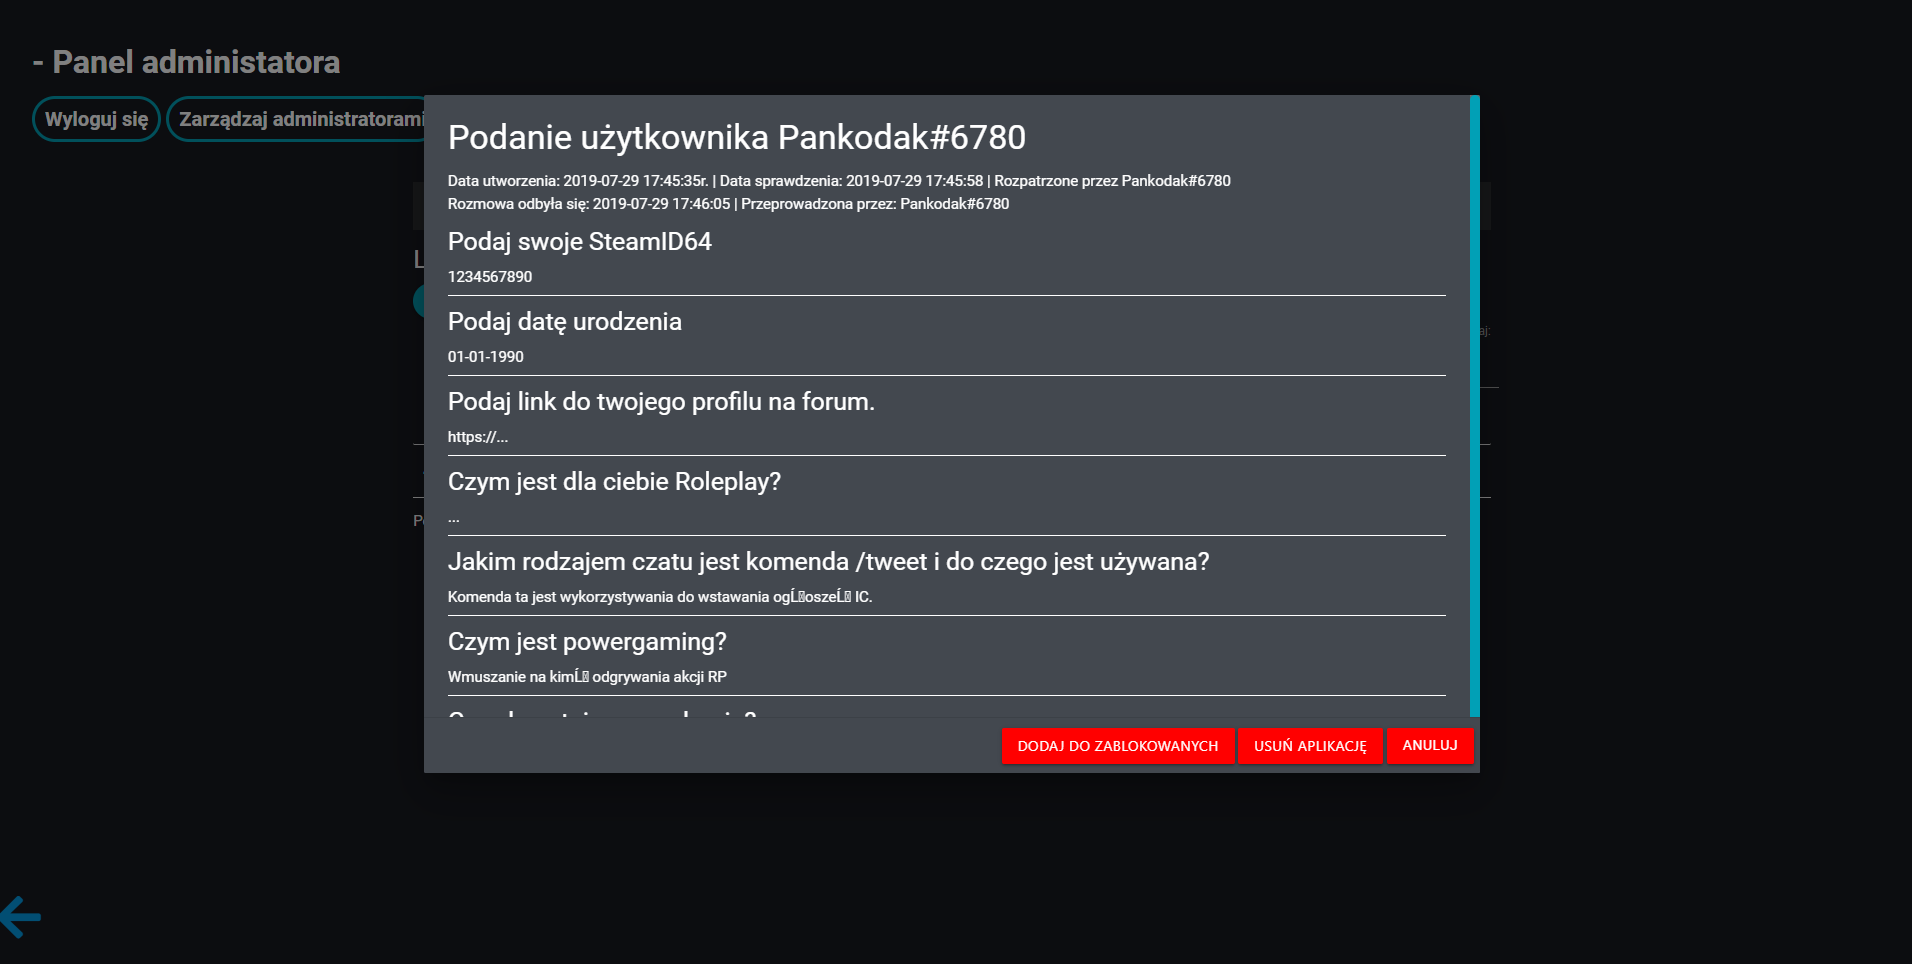 - Panel administatora
Wyloguj się
Zarządzaj administratorami
Podanie użytkownika Pankodak#6780
Data utworzenia: 2019-07-29 17:45:35r. | Data sprawdzenia: 2019-07-29 17:45:58 | Rozpatrzone przez Pankodak#6780
Rozmowa odbyła się: 2019-07-29 17:46:05 | Przeprowadzona przez: Pankodak#6780
Podaj swoje SteamID64
1234567890
Podaj datę urodzenia
01-01-1990
Podaj link do twojego profilu na forum.
https://...
Czym jest dla ciebie Roleplay?
...
Jakim rodzajem czatu jest komenda /tweet i do czego jest używana?
Komenda ta jest wykorzystywania do wstawania IC.
Czym jest powergaming?
Wmuszanie na odgrywania akcji RP
DODAJ DO ZABLOKOWANYCH
USUŃ APLIKACJĘ
ANULUJ